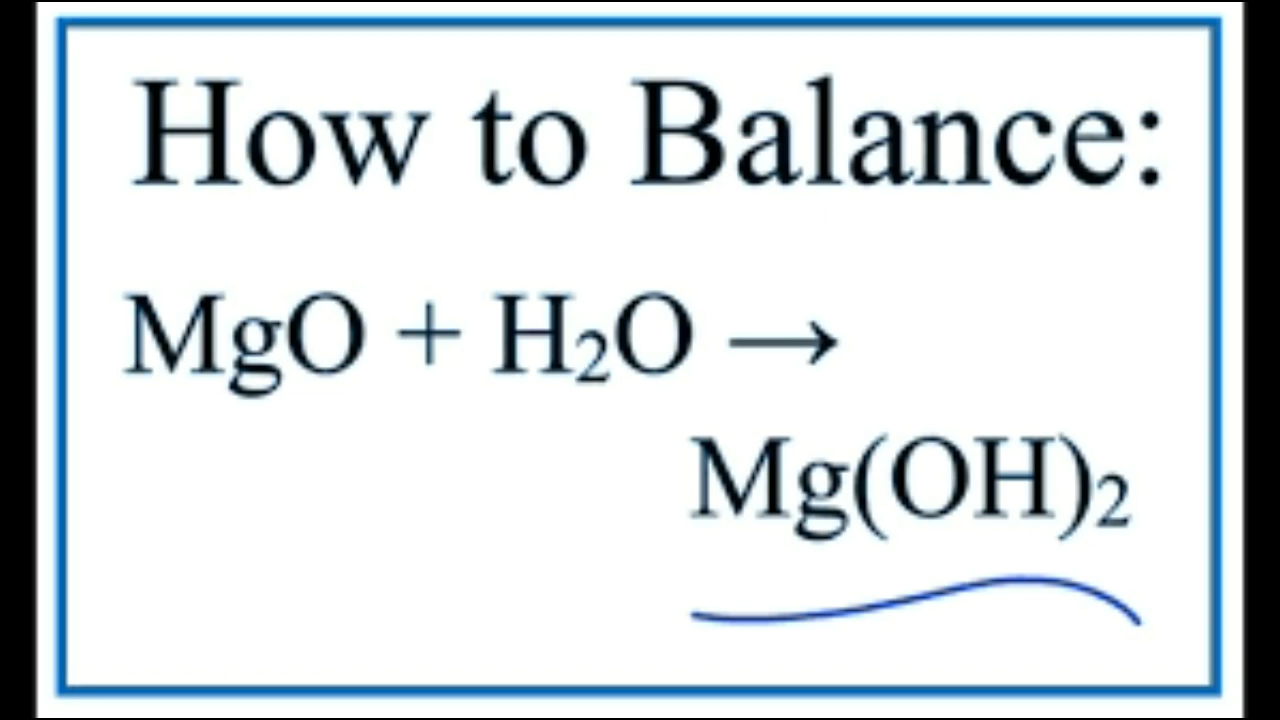 How to Balance:
MgO + H₂O →
Mg(OH)₂